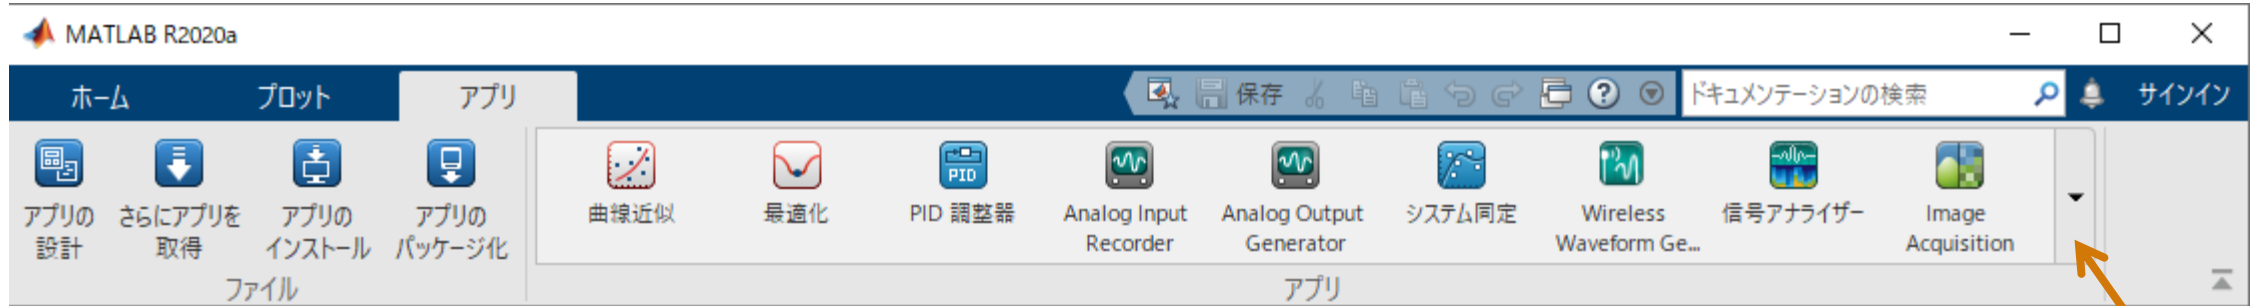 MATLAB R2020a
ホーム
プロット
アプリ
保存
ドキュメンテーションの検索
サインイン
アプリの
設計
さらにアプリを
取得
アプリの
インストール
アプリの
パッケージ化
曲線近似
最適化
PID
PID 調整器
Analog Input
Recorder
Analog Output
Generator
システム同定
Wireless
Waveform Ge...
信号アナライザー
Image
Acquisition
ファイル
アプリ